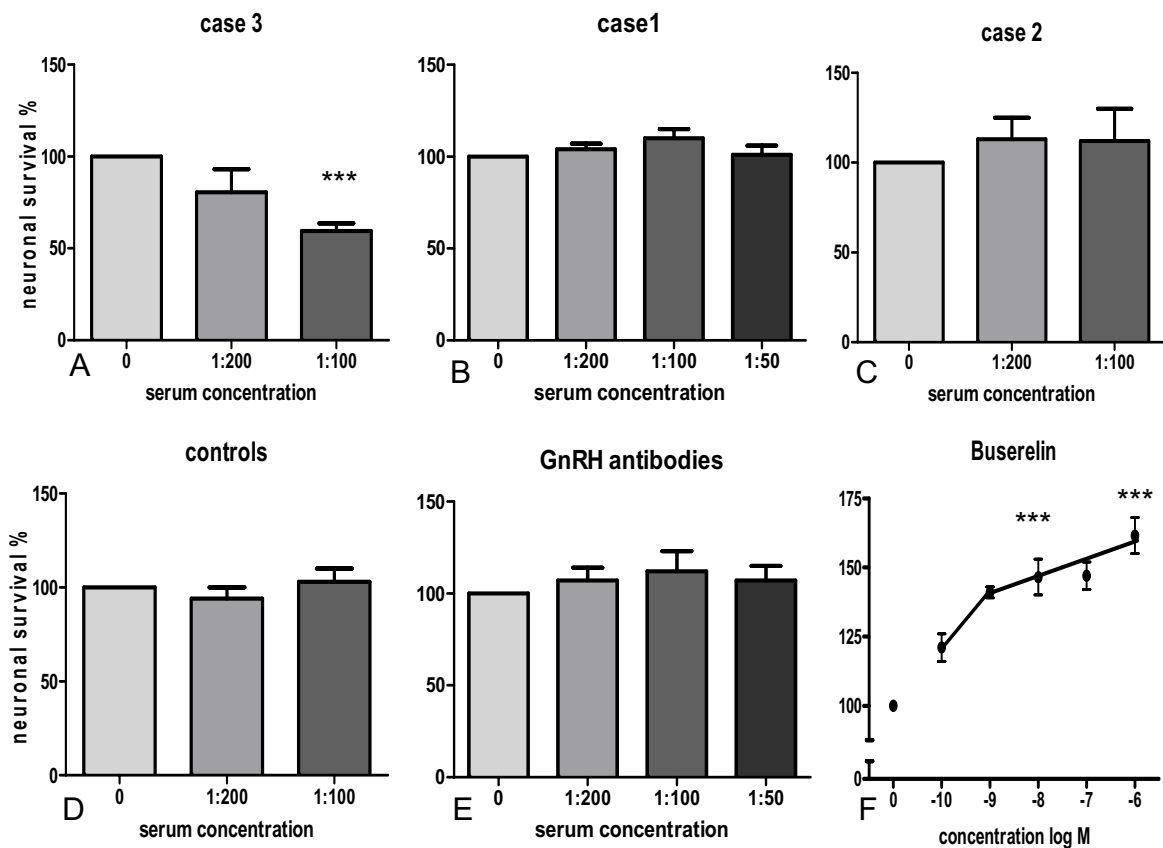 case 3
neuronal survival %
150
100
50
0
***
0 1:200 1:100
serum concentration
A
case1
150
100
50
0
0 1:200 1:100 1:50
serum concentration
B
case 2
150
100
50
0
0 1:200 1:100
serum concentration
C
controls
neuronal survival %
150
100
50
0
0 1:200 1:100
serum concentration
D
GnRH antibodies
150
100
50
0
0 1:200 1:100 1:50
serum concentration
E
Buserelin
175
150
125
100
0
***
***
0 -10 -9 -8 -7 -6
concentration log M
F